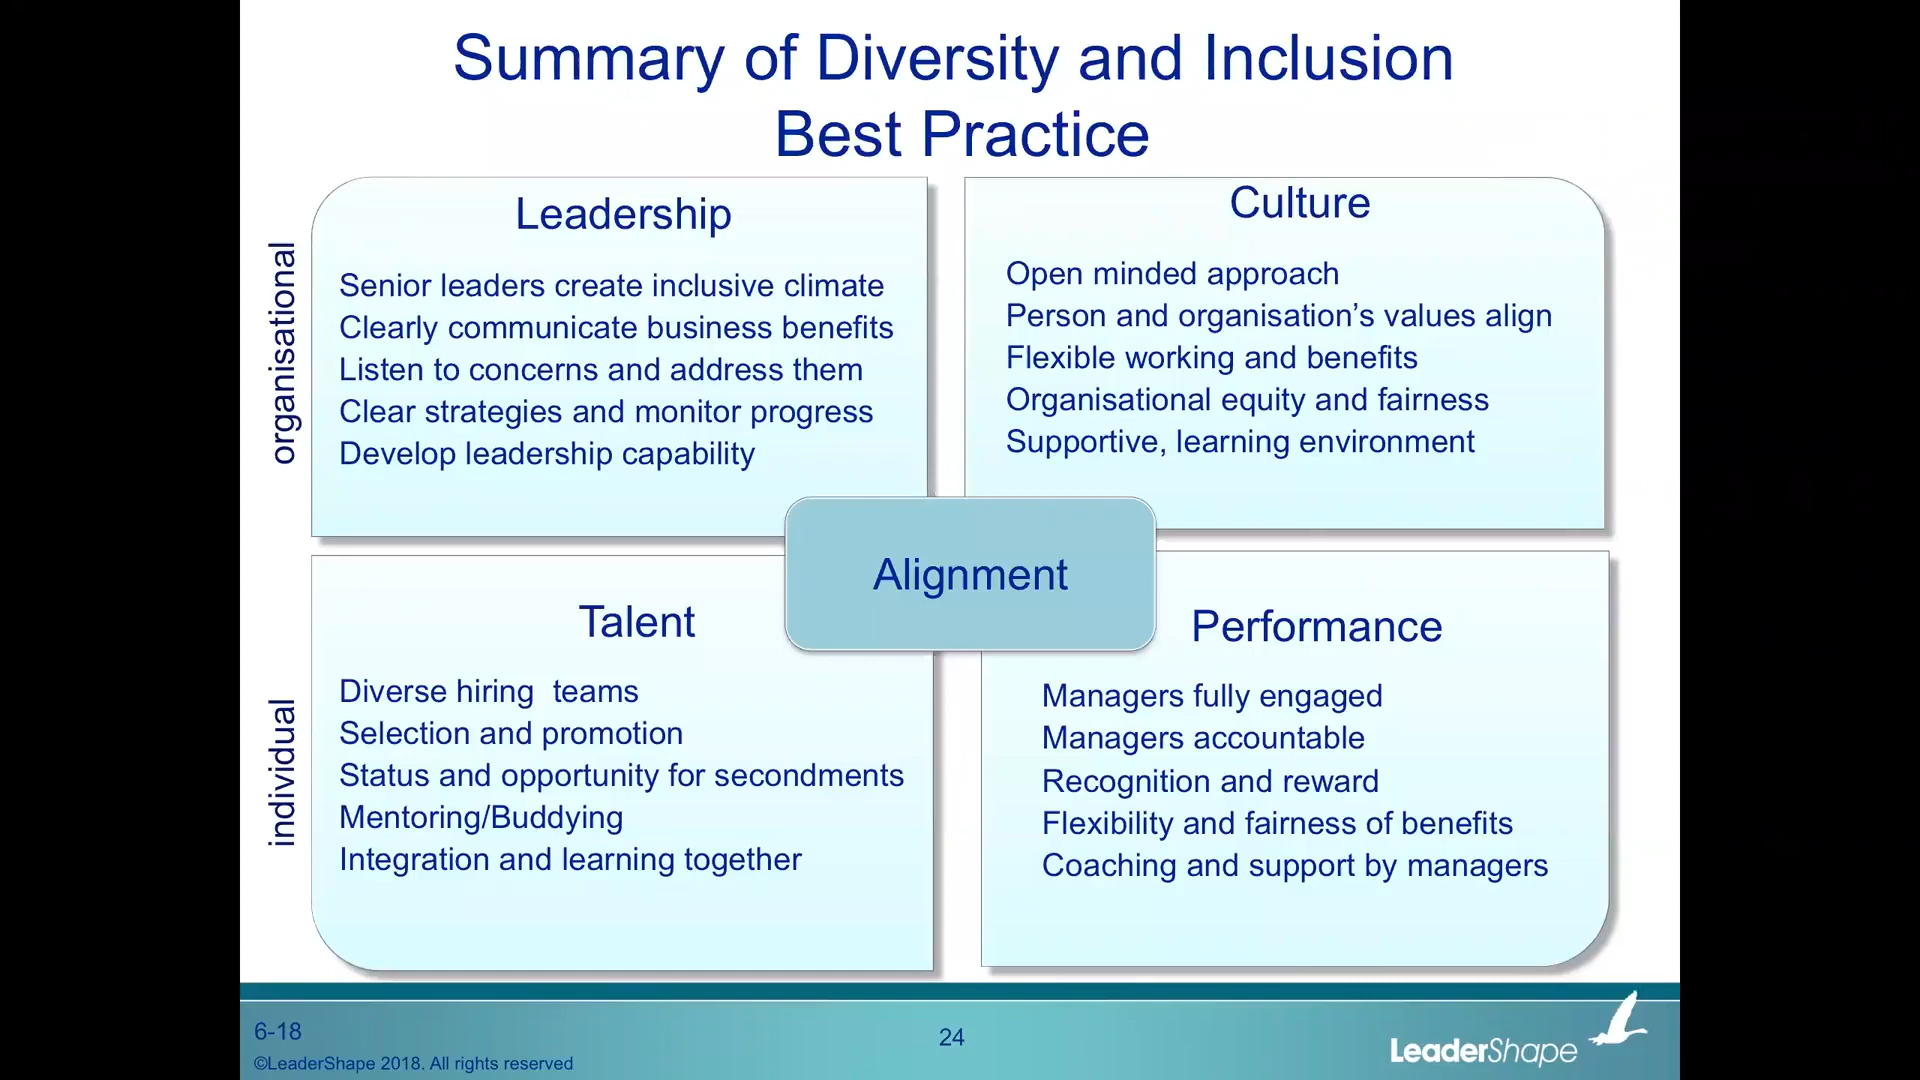 Summary of Diversity and Inclusion
Best Practice
organisational
Leadership
Senior leaders create inclusive climate
Clearly communicate business benefits
Listen to concerns and address them
Clear strategies and monitor progress
Develop leadership capability
Culture
Open minded approach
Person and organisation’s values align
Flexible working and benefits
Organisational equity and fairness
Supportive, learning environment
Alignment
individual
Talent
Diverse hiring  teams
Selection and promotion
Status and opportunity for secondments
Mentoring/Buddying
Integration and learning together
Performance
Managers fully engaged
Managers accountable
Recognition and reward
Flexibility and fairness of benefits
Coaching and support by managers
6-18
©LeaderShape 2018. All rights reserved
24
LeaderShape